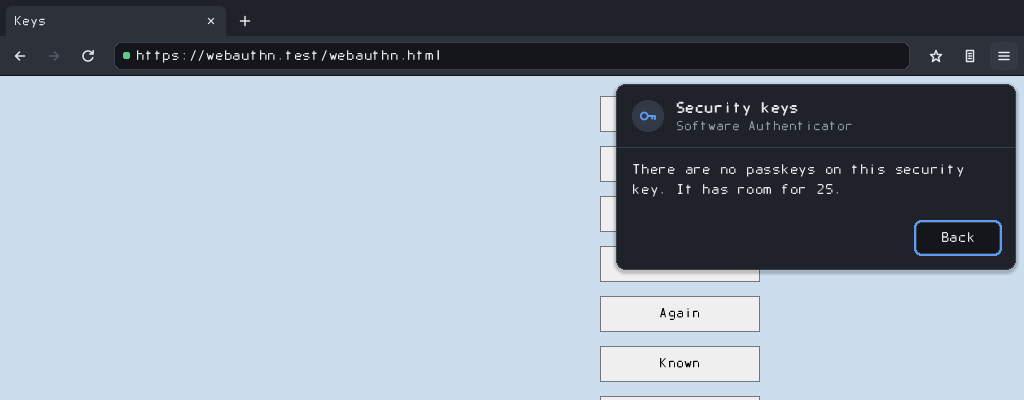 Keys
https://webauthn.test/webauthn.html
Security keys
Software Authenticator
There are no passkeys on this security
key. It has room for 25.
Back
Again
Known